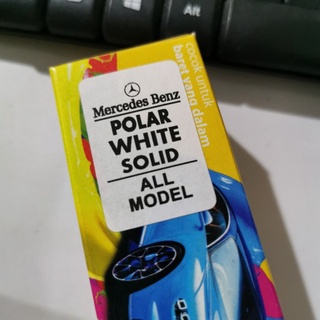 Alt
Mercedes Benz
POLAR
WHITE
SOLID
ALL
MODEL
cocok untuk
baret yang dalam